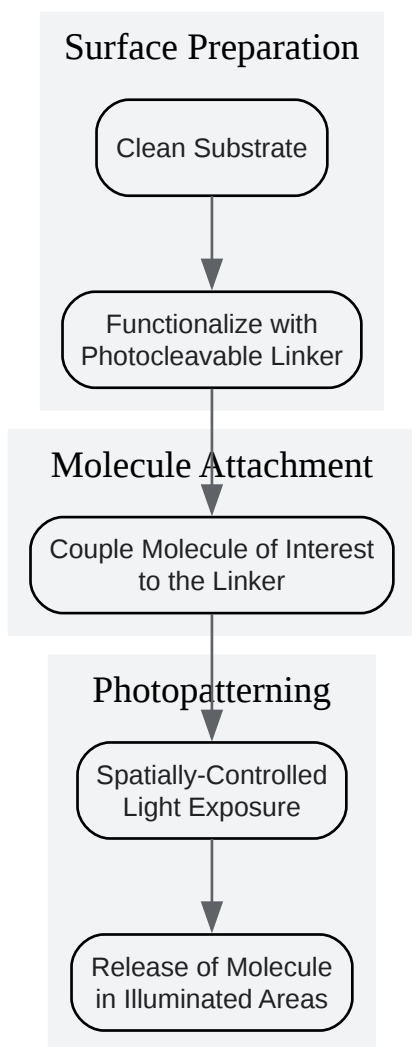 Surface Preparation
Clean Substrate
Functionalize with
Photocleavable Linker
Molecule Attachment
Couple Molecule of Interest
to the Linker
Photopatterning
Spatially-Controlled
Light Exposure
Release of Molecule
in Illuminated Areas